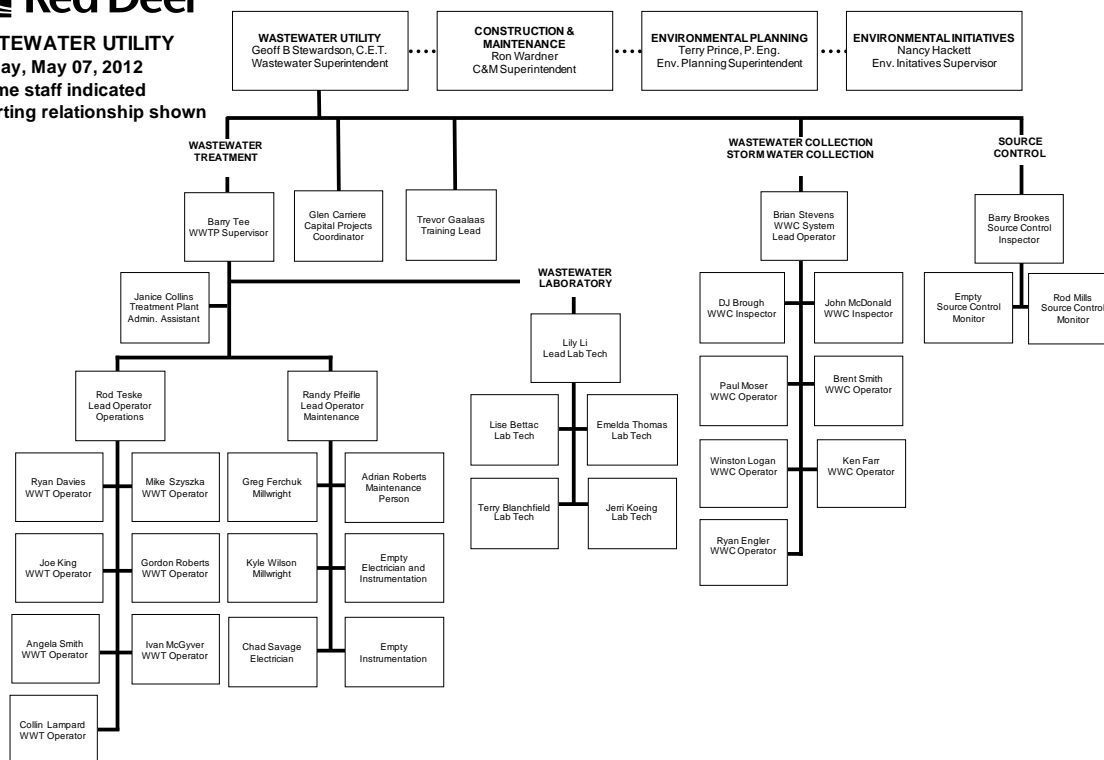 Red Deer
TEWATER UTILITY
ay, May 07, 2012
me staff indicated
rting relationship shown
WASTEWATER UTILITY
Geoff B Stewardson, C.E.T.
Wastewater Superintendent
CONSTRUCTION &
MAINTENANCE
Ron Wardner
C&M Superintendent
ENVIRONMENTAL PLANNING
Terry Prince, P. Eng.
Env. Planning Superintendent
ENVIRONMENTAL INITIATIVES
Nancy Hackett
Env. Initatives Supervisor
WASTEWATER
TREATMENT
WASTEWATER COLLECTION
STORMWATER COLLECTION
SOURCE
CONTROL
Barry Tee
WWTP Supervisor
Glen Carriere
Capital Projects
Coordinator
Trevor Gaalaas
Training Lead
Brian Stevens
WWC System
Lead Operator
Barry Brookes
Source Control
Inspector
Janice Collins
Treatment Plant
Admin. Assistant
WASTEWATER
LABORATORY
DJ Brough
WWC Inspector
John McDonald
WWC Inspector
Empty
Source Control
Monitor
Rod Mills
Source Control
Monitor
Lily Li
Lead Lab Tech
Rod Teske
Lead Operator
Operations
Randy Pfeifle
Lead Operator
Maintenance
Paul Moser
WWC Operator
Brent Smith
WWC Operator
Lise Bettac
Lab Tech
Emelda Thomas
Lab Tech
Winston Logan
WWC Operator
Ken Farr
WWC Operator
Ryan Davies
WWT Operator
Mike Szyszka
WWT Operator
Greg Ferchuk
Millwright
Adrian Roberts
Maintenance
Person
Terry Blanchfield
Lab Tech
Jerri Koeing
Lab Tech
Ryan Engler
WWC Operator
Joe King
WWT Operator
Gordon Roberts
WWT Operator
Kyle Wilson
Millwright
Empty
Electrician and
Instrumentation
Angela Smith
WWT Operator
Ivan McGyver
WWT Operator
Chad Savage
Electrician
Empty
Instrumentation
Collin Lampard
WWT Operator